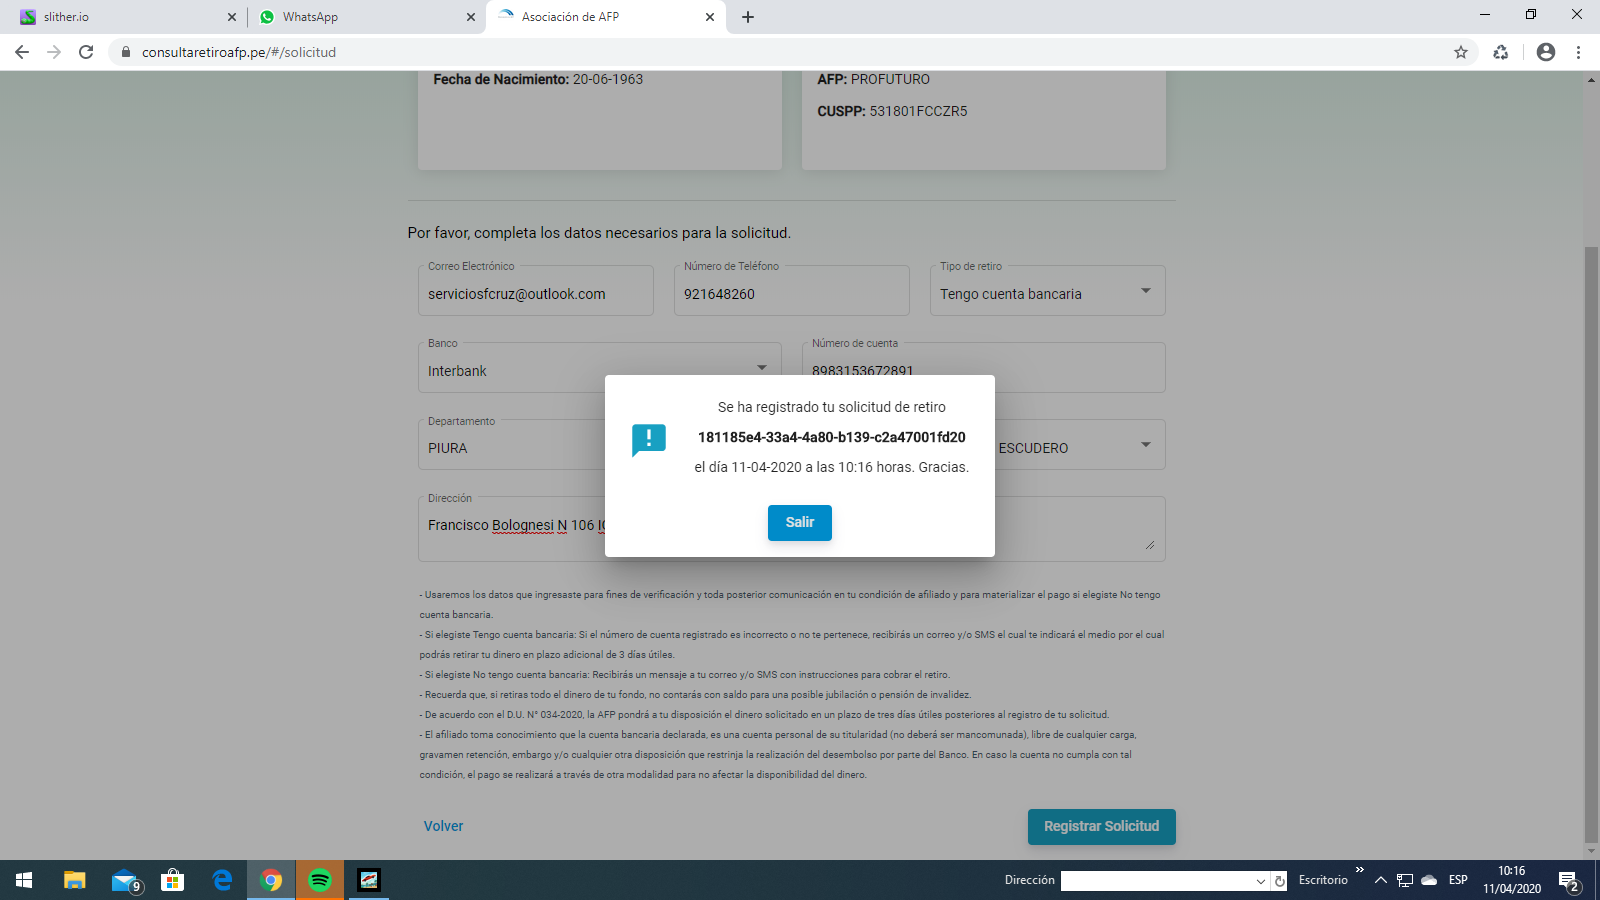 slither.io
WhatsApp
Asociación de AFP
consultaretiroafp.pe/#/solicitud
Fecha de Nacimiento: 20-06-1963
AFP: PROFUTURO
CUSPP: 531801FCCZR5
Por favor, completa los datos necesarios para la solicitud.
Correo Electrónico
serviciosfcruz@outlook.com
Número de Teléfono
921648260
Tipo de retiro
Tengo cuenta bancaria
Banco
Interbank
Número de cuenta
8983153672891
Departamento
PIURA
ESCUDERO
Dirección
Francisco Bolognesi N 106
Se ha registrado tu solicitud de retiro
181185e4-33a4-4a80-b139-c2a47001fd20
el día 11-04-2020 a las 10:16 horas. Gracias.
Salir
- Usaremos los datos que ingresaste para fines de verificación y toda posterior comunicación en tu condición de afiliado y para materializar el pago si elegiste No tengo
cuenta bancaria.
- Si elegiste Tengo cuenta bancaria: Si el número de cuenta registrado es incorrecto o no te pertenece, recibirás un correo y/o SMS el cual te indicará el medio por el cual
podrás retirar tu dinero en plazo adicional de 3 días útiles.
- Si elegiste No tengo cuenta bancaria: Recibirás un mensaje a tu correo y/o SMS con instrucciones para cobrar el retiro.
- Recuerda que, si retiras todo el dinero de tu fondo, no contarás con saldo para una posible jubilación o pensión de invalidez.
- De acuerdo con el D.U. N° 034-2020, la AFP pondrá a tu disposición el dinero solicitado en un plazo de tres días útiles posteriores al registro de tu solicitud.
- El afiliado toma conocimiento que la cuenta bancaria declarada, es una cuenta personal de su titularidad (no deberá ser mancomunada), libre de cualquier carga,
gravamen retención, embargo y/o cualquier otra disposición que restrinja la realización del desembolso por parte del Banco. En caso la cuenta no cumpla con tal
condición, el pago se realizará a través de otra modalidad para no afectar la disponibilidad del dinero.
Volver
Registrar Solicitud
9
Dirección
Escritorio
ESP
10:16
11/04/2020
2